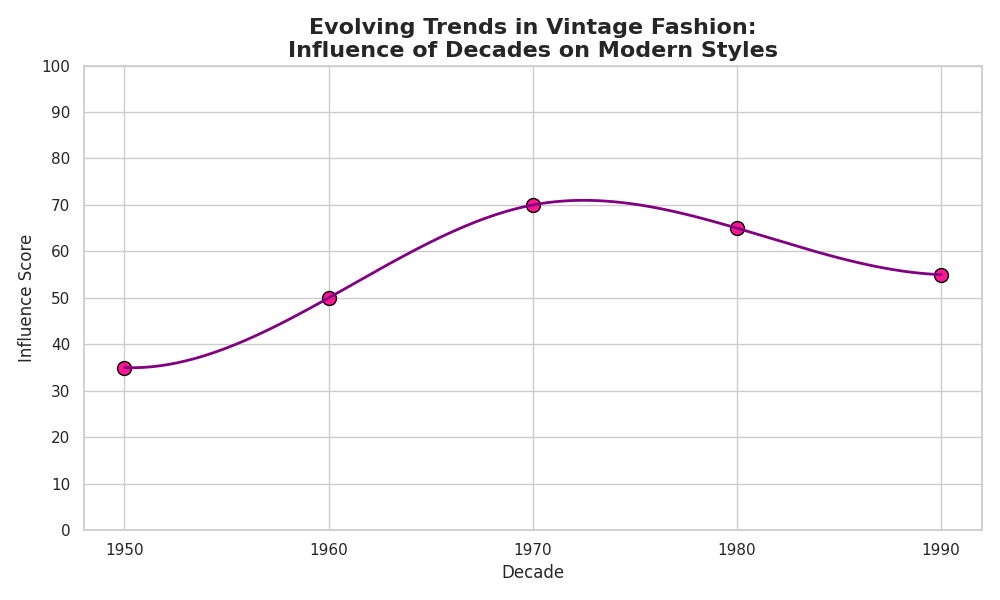 Evolving Trends in Vintage Fashion:
Influence of Decades on Modern Styles
100
90
80
70
60
50
40
30
20
10
0
Influence Score
1950 1960 1970 1980 1990
Decade